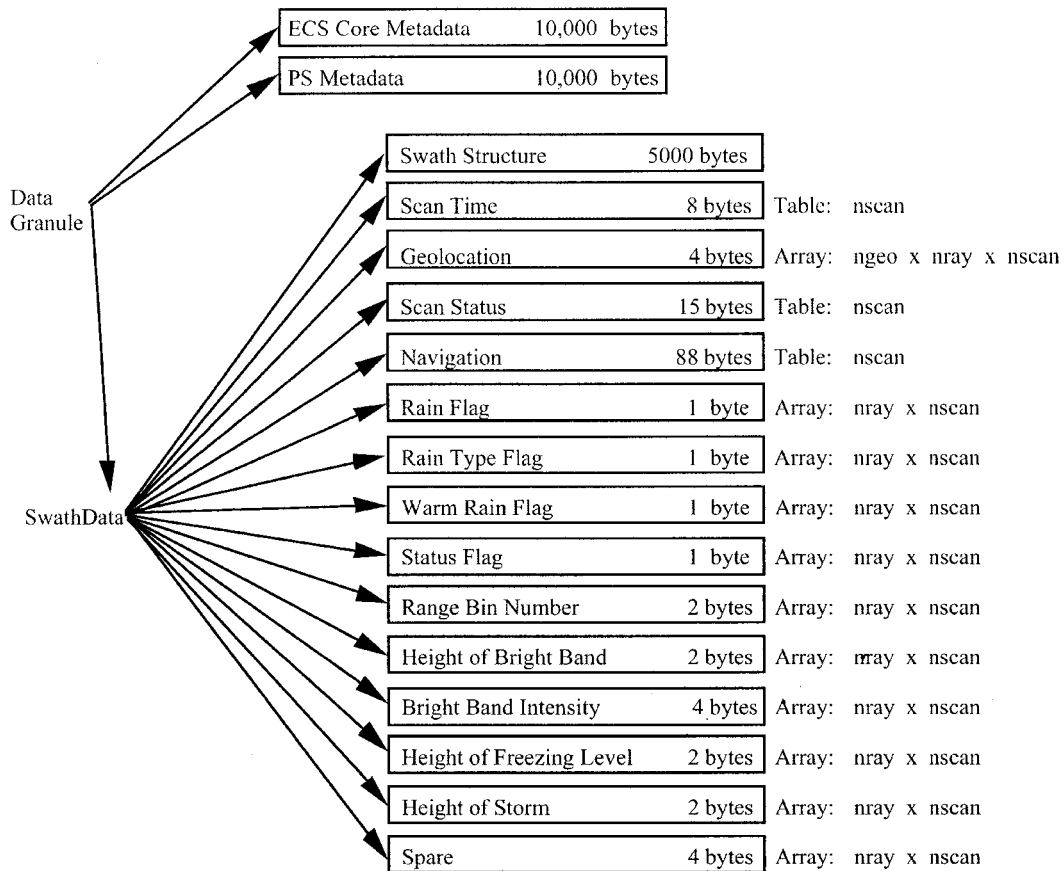 ECS Core Metadata 10,000 bytes
PS Metadata 10,000 bytes
Data
Granule
SwathData
Swath Structure 5000 bytes
Scan Time 8 bytes Table: nscan
Geolocation 4 bytes Array: ngeo x nray x nscan
Scan Status 15 bytes Table: nscan
Navigation 88 bytes Table: nscan
Rain Flag 1 byte Array: nray x nscan
Rain Type Flag 1 byte Array: nray x nscan
Warm Rain Flag 1 byte Array: nray x nscan
Status Flag 1 byte Array: nray x nscan
Range Bin Number 2 bytes Array: nray x nscan
Height of Bright Band 2 bytes Array: nray x nscan
Bright Band Intensity 4 bytes Array: nray x nscan
Height of Freezing Level 2 bytes Array: nray x nscan
Height of Storm 2 bytes Array: nray x nscan
Spare 4 bytes Array: nray x nscan